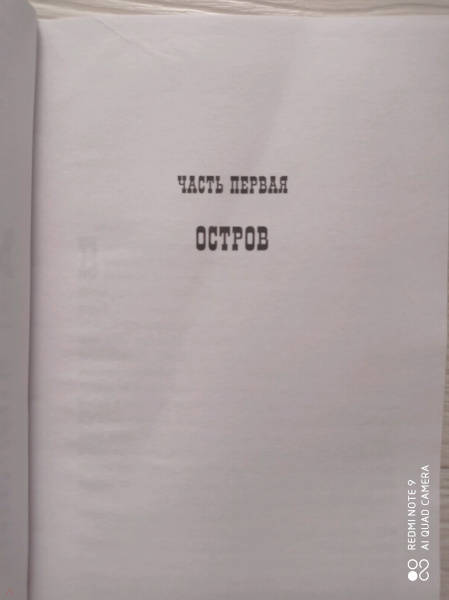 ЧАСТЬ ПЕРВАЯ
ОСТРОВ
REDMI NOTE 9
AI QUAD CAMERA